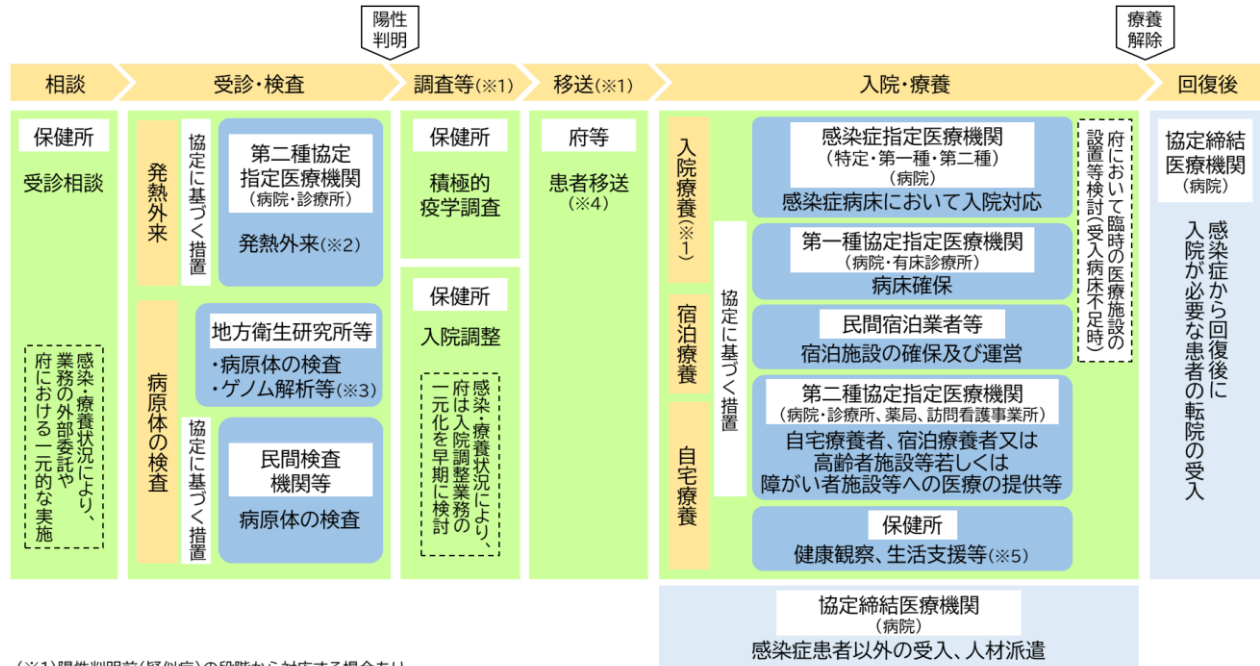 陽性
判明
療養
解除
相談
受診・検査
調査等(※1)
移送(※1)
入院・療養
回復後
保健所
受診相談
感染・療養状況により、
業務の外部委託や
府における一元的な実施
発熱外来
協定に基づく措置
第二種協定
指定医療機関
(病院・診療所)
発熱外来(※2)
病原体の検査
地方衛生研究所等
・病原体の検査
・ゲノム解析等(※3)
協定に基づく措置
民間検査
機関等
病原体の検査
保健所
積極的
疫学調査
保健所
入院調整
感染・療養状況により、
府は入院調整業務の
一元化を早期に検討
府等
患者移送
(※4)
入院療養(※1)
宿泊療養
自宅療養
協定に基づく措置
感染症指定医療機関
(特定・第一種・第二種)
(病院)
感染症病床において入院対応
第一種協定指定医療機関
(病院・有床診療所)
病床確保
民間宿泊業者等
宿泊施設の確保及び運営
第二種協定指定医療機関
(病院・診療所、薬局、訪問看護事業所)
自宅療養者、宿泊療養者又は
高齢者施設等若しくは
障がい者施設等への医療の提供等
保健所
健康観察、生活支援等(※5)
府において臨時の医療施設の
設置等検討(受入病床不足時)
協定締結
医療機関
(病院)
感染症から回復後に
入院が必要な患者の転院の受入
協定締結医療機関
(病院)
感染症患者以外の受入、人材派遣
(※1)陽性判明前(疑似症)の段階から対応する場合あり